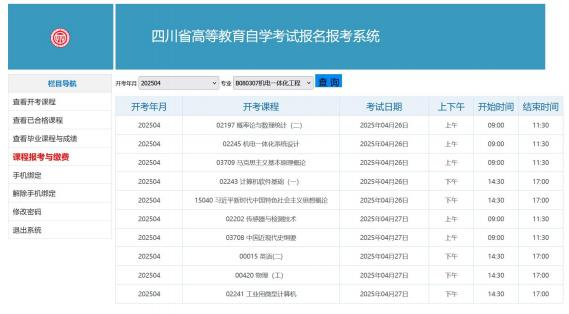 四川省高等教育自学考试报名报考系统
栏目导航
查看开考课程
查看已合格课程
查看毕业课程与成绩
课程报考与缴费
手机绑定
解除手机绑定
修改密码
退出系统
开考年月 202504 专业 B080307机电一体化工程 查 询
开考年月 开考课程 考试日期 上下午 开始时间 结束时间
202504 02197 概率论与数理统计（二） 2025年04月26日 上午 09:00 11:30
202504 02245 机电一体化系统设计 2025年04月26日 上午 09:00 11:30
202504 03709 马克思主义基本原理概论 2025年04月26日 上午 09:00 11:30
202504 02243 计算机软件基础（一） 2025年04月26日 下午 14:30 17:00
202504 15040 习近平新时代中国特色社会主义思想概论 2025年04月26日 下午 14:30 17:00
202504 02202 传感器与检测技术 2025年04月27日 上午 09:00 11:30
202504 03708 中国近现代史纲要 2025年04月27日 上午 09:00 11:30
202504 00015 英语(二) 2025年04月27日 下午 14:30 17:00
202504 00420 物理（工） 2025年04月27日 下午 14:30 17:00
202504 02241 工业用微型计算机 2025年04月27日 下午 14:30 17:00